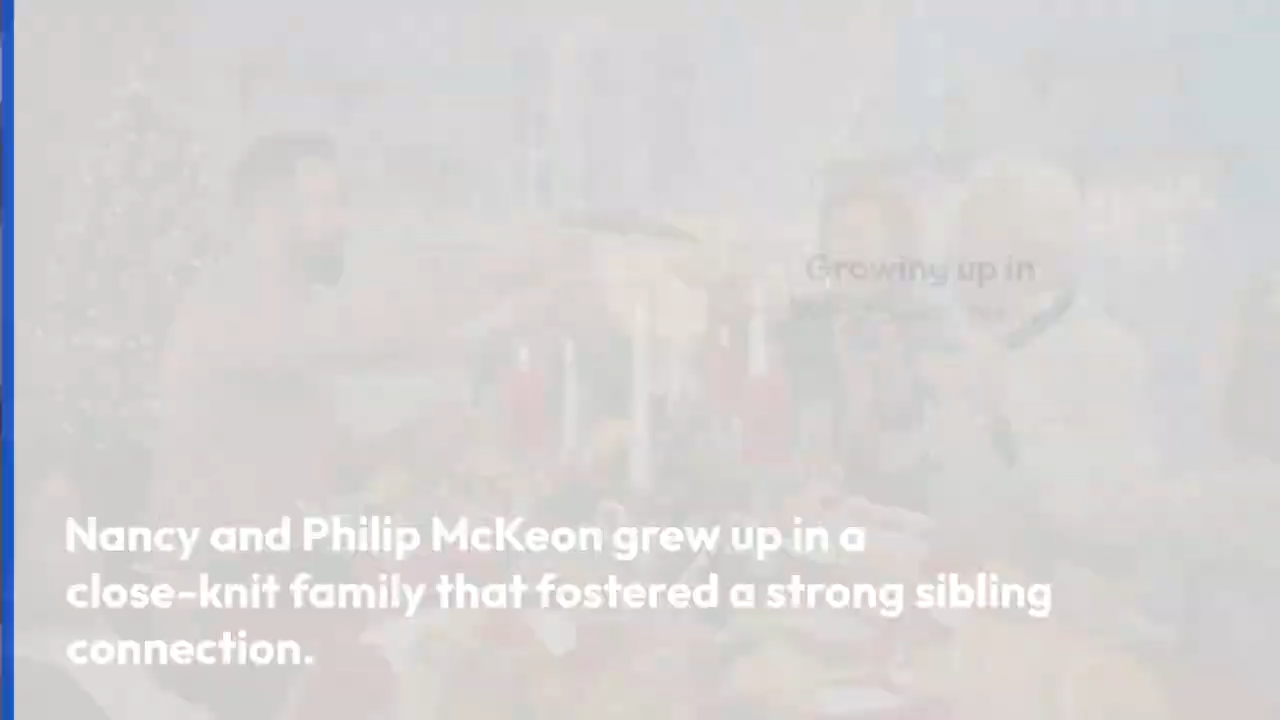 Growing up in
Nancy and Philip McKeon grew up in a
close-knit family that fostered a strong sibling
connection.